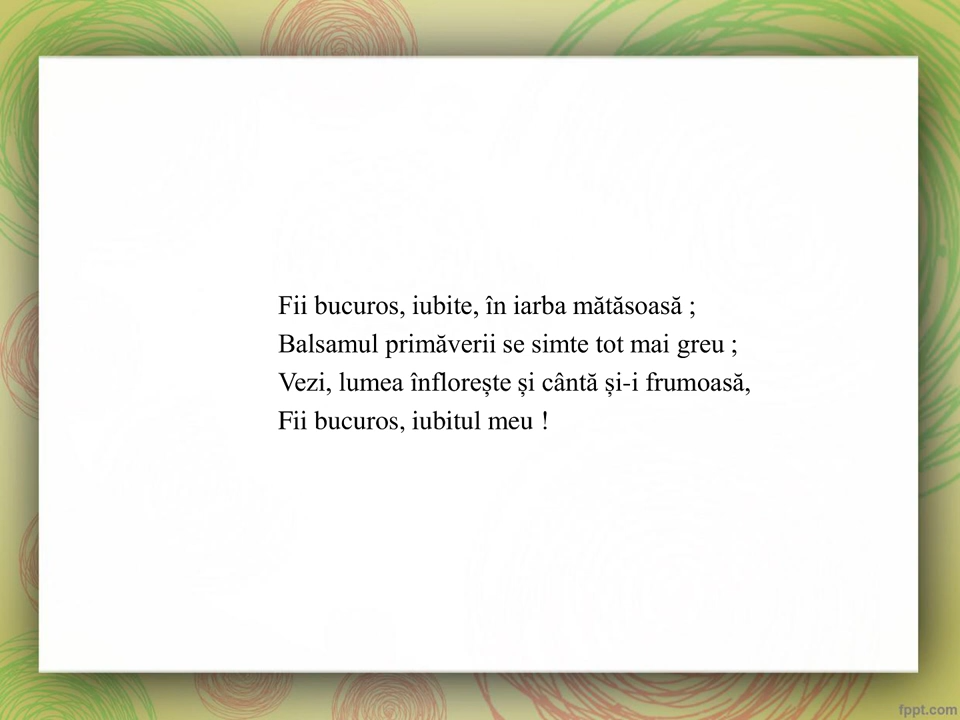 Fii bucuros, iubite, în iarba mătăsoasă ;
Balsamul primăverii se simte tot mai greu ;
Vezi, lumea înflorește și cântă și-i frumoasă,
Fii bucuros, iubitul meu !
fppt.com